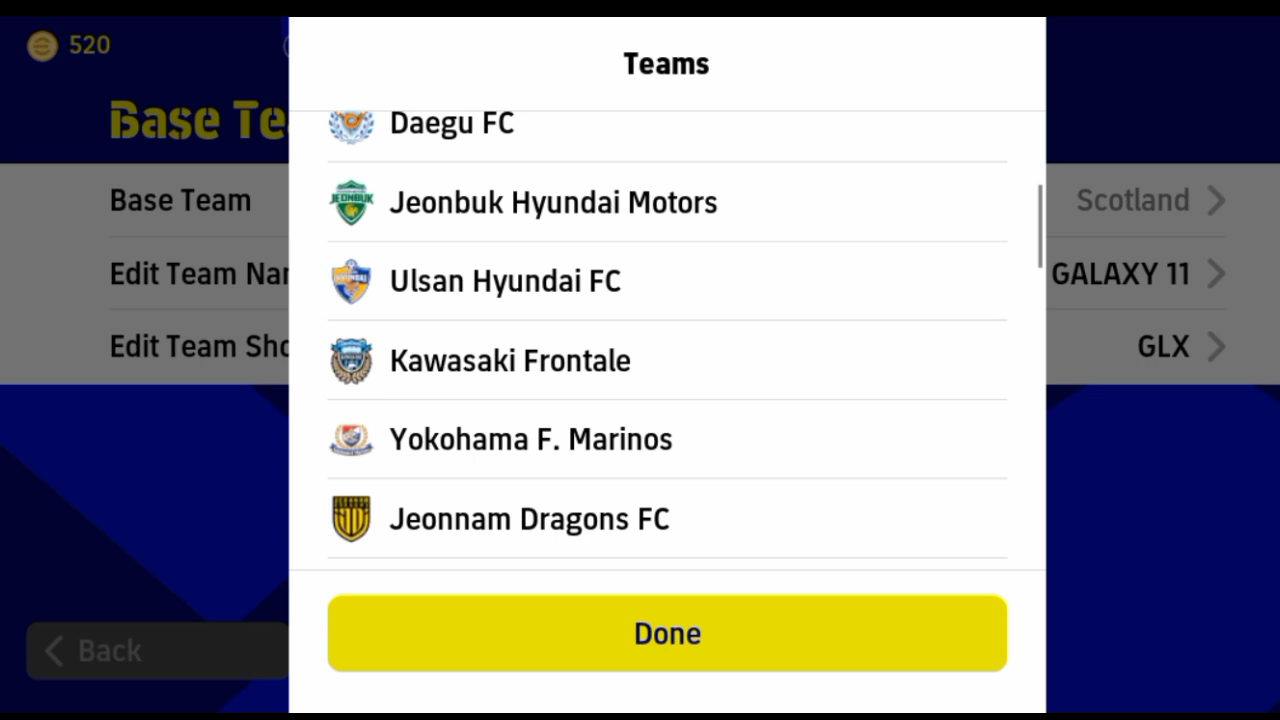 520
Teams
Base Te
Daegu FC
Base Team
Jeonbuk Hyundai Motors
Scotland
Edit Team Nar
Ulsan Hyundai FC
GALAXY 11
Edit Team Sho
Kawasaki Frontale
GLX
Yokohama F. Marinos
Jeonnam Dragons FC
Done
Back